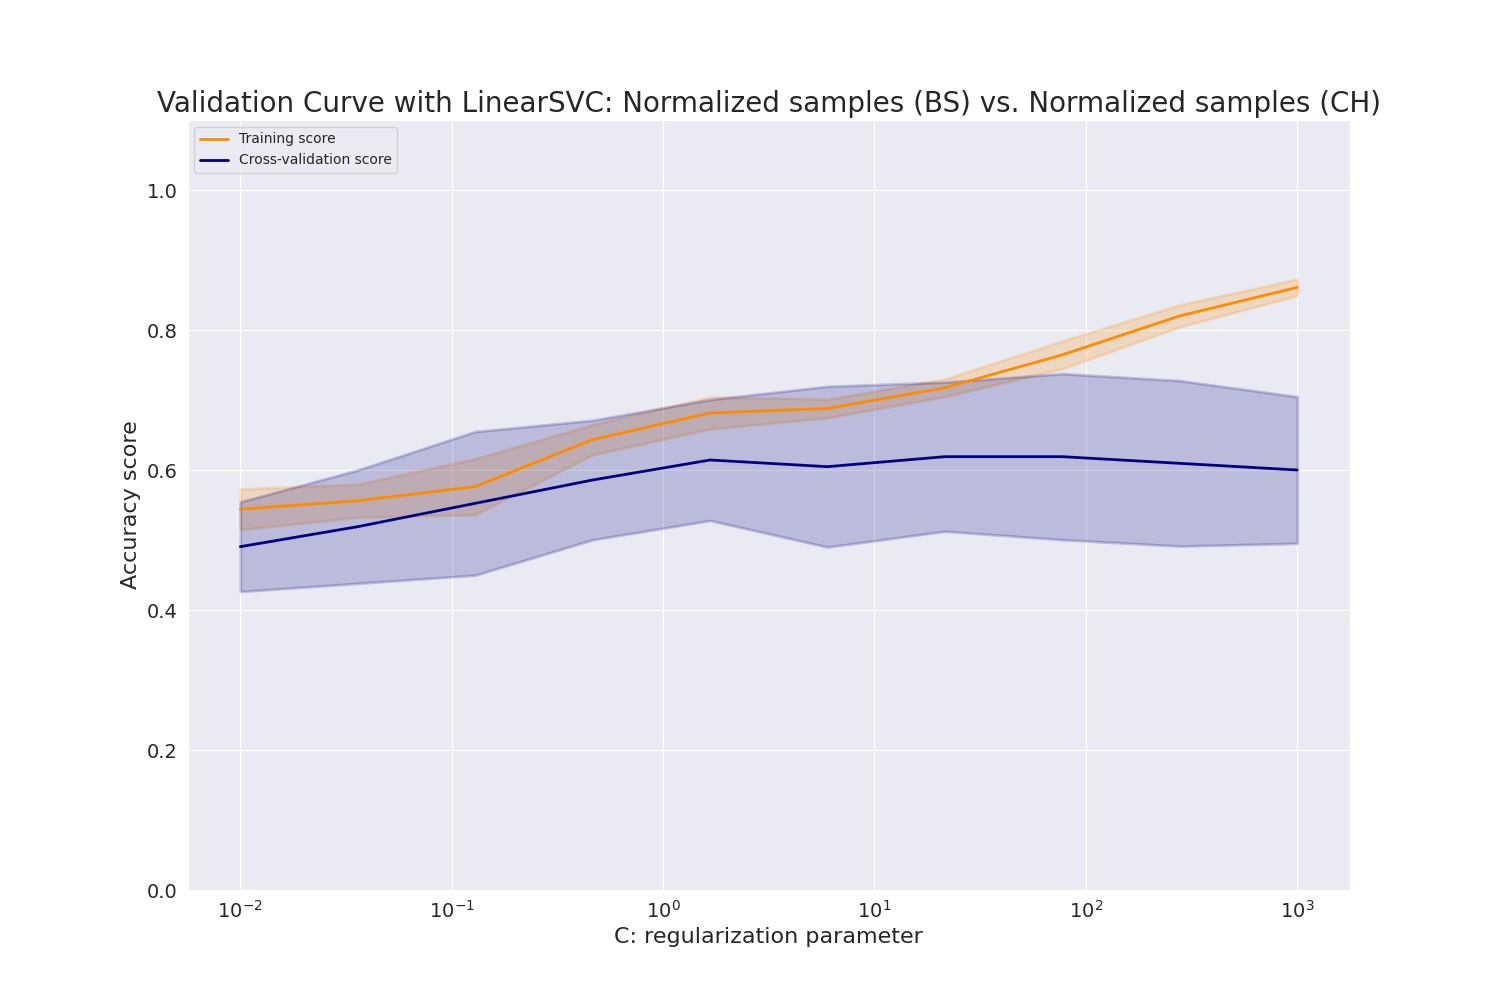 Validation Curve with LinearSVC: Normalized samples (BS) vs. Normalized samples (CH)
Training score
Cross-validation score
Accuracy score
1.0
0.8
0.6
0.4
0.2
0.0
10⁻² 10⁻¹ 10⁰ 10¹ 10² 10³
C: regularization parameter